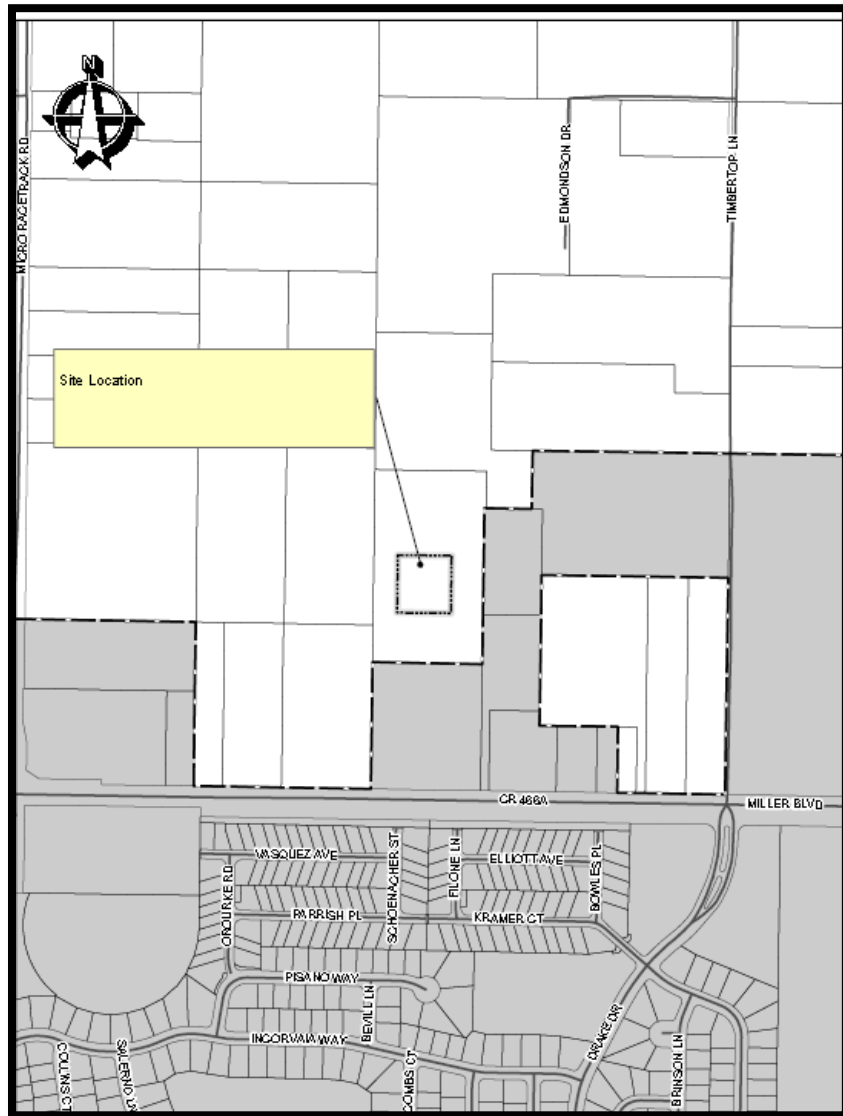 N
MICRO RACETRACK RD
EDMONDSON DR
TIMBERTOP LN
Site Location
CR 466A
MILLER BLVD
VASQUEZ AVE
SCHOENACHER ST
FILONE LN
ELLIOTT AVE
BOWLES PL
OROURKE RD
PARRISH PL
KRAMER CT
PISANO WAY
BEVILL LN
INCORVAIA WAY
COMBS CT
DRAKE DR
BRINSON LN
COLLINS CT
SALERNO LN